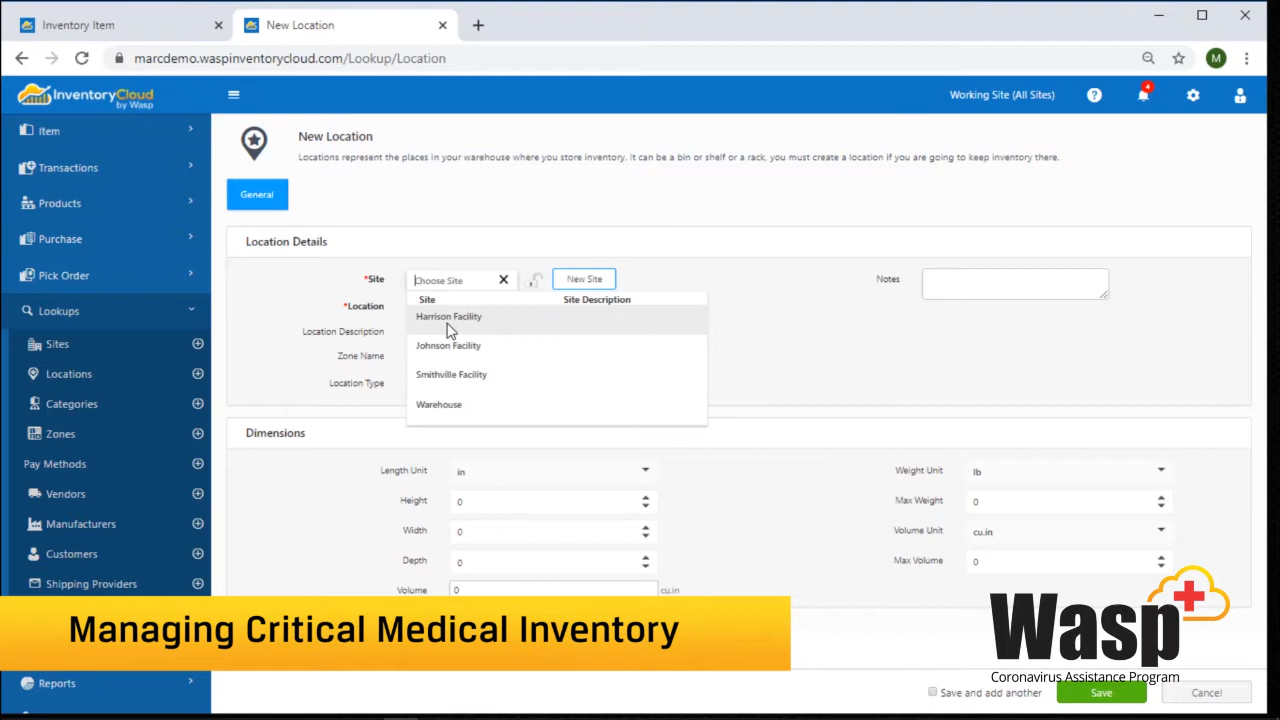 Inventory Item
New Location
marcdemo.waspinventorycloud.com/Lookup/Location
M
InventoryCloud
by Wasp
Working Site (All Sites)
?
4
Item
Transactions
Products
Purchase
Pick Order
Lookups
Sites
Locations
Categories
Zones
Pay Methods
Vendors
Manufacturers
Customers
Shipping Providers
Reports
New Location
Locations represent the places in your warehouse where you store inventory. It can be a bin or shelf or a rack, you must create a location if you are going to keep inventory there.
General
Location Details
*Site
Choose Site
New Site
Notes
Site Site Description
Harrison Facility
Johnson Facility
Smithville Facility
Warehouse
*Location
Location Description
Zone Name
Location Type
Dimensions
Length Unit in
Weight Unit lb
Height 0
Max Weight 0
Width 0
Volume Unit cu.in
Depth 0
Max Volume 0
Volume 0 cu.in
Managing Critical Medical Inventory
Wasp
Coronavirus Assistance Program
Save and add another
Save
Cancel